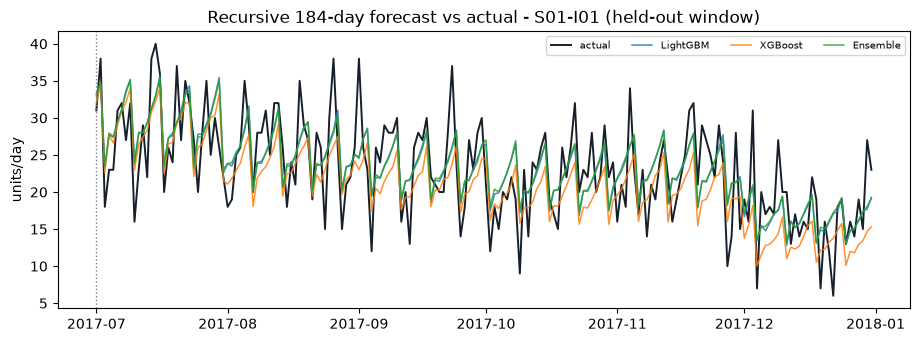 Recursive 184-day forecast vs actual - S01-I01 (held-out window)
actual LightGBM XGBoost Ensemble
units/day
40
35
30
25
20
15
10
5
2017-07 2017-08 2017-09 2017-10 2017-11 2017-12 2018-01